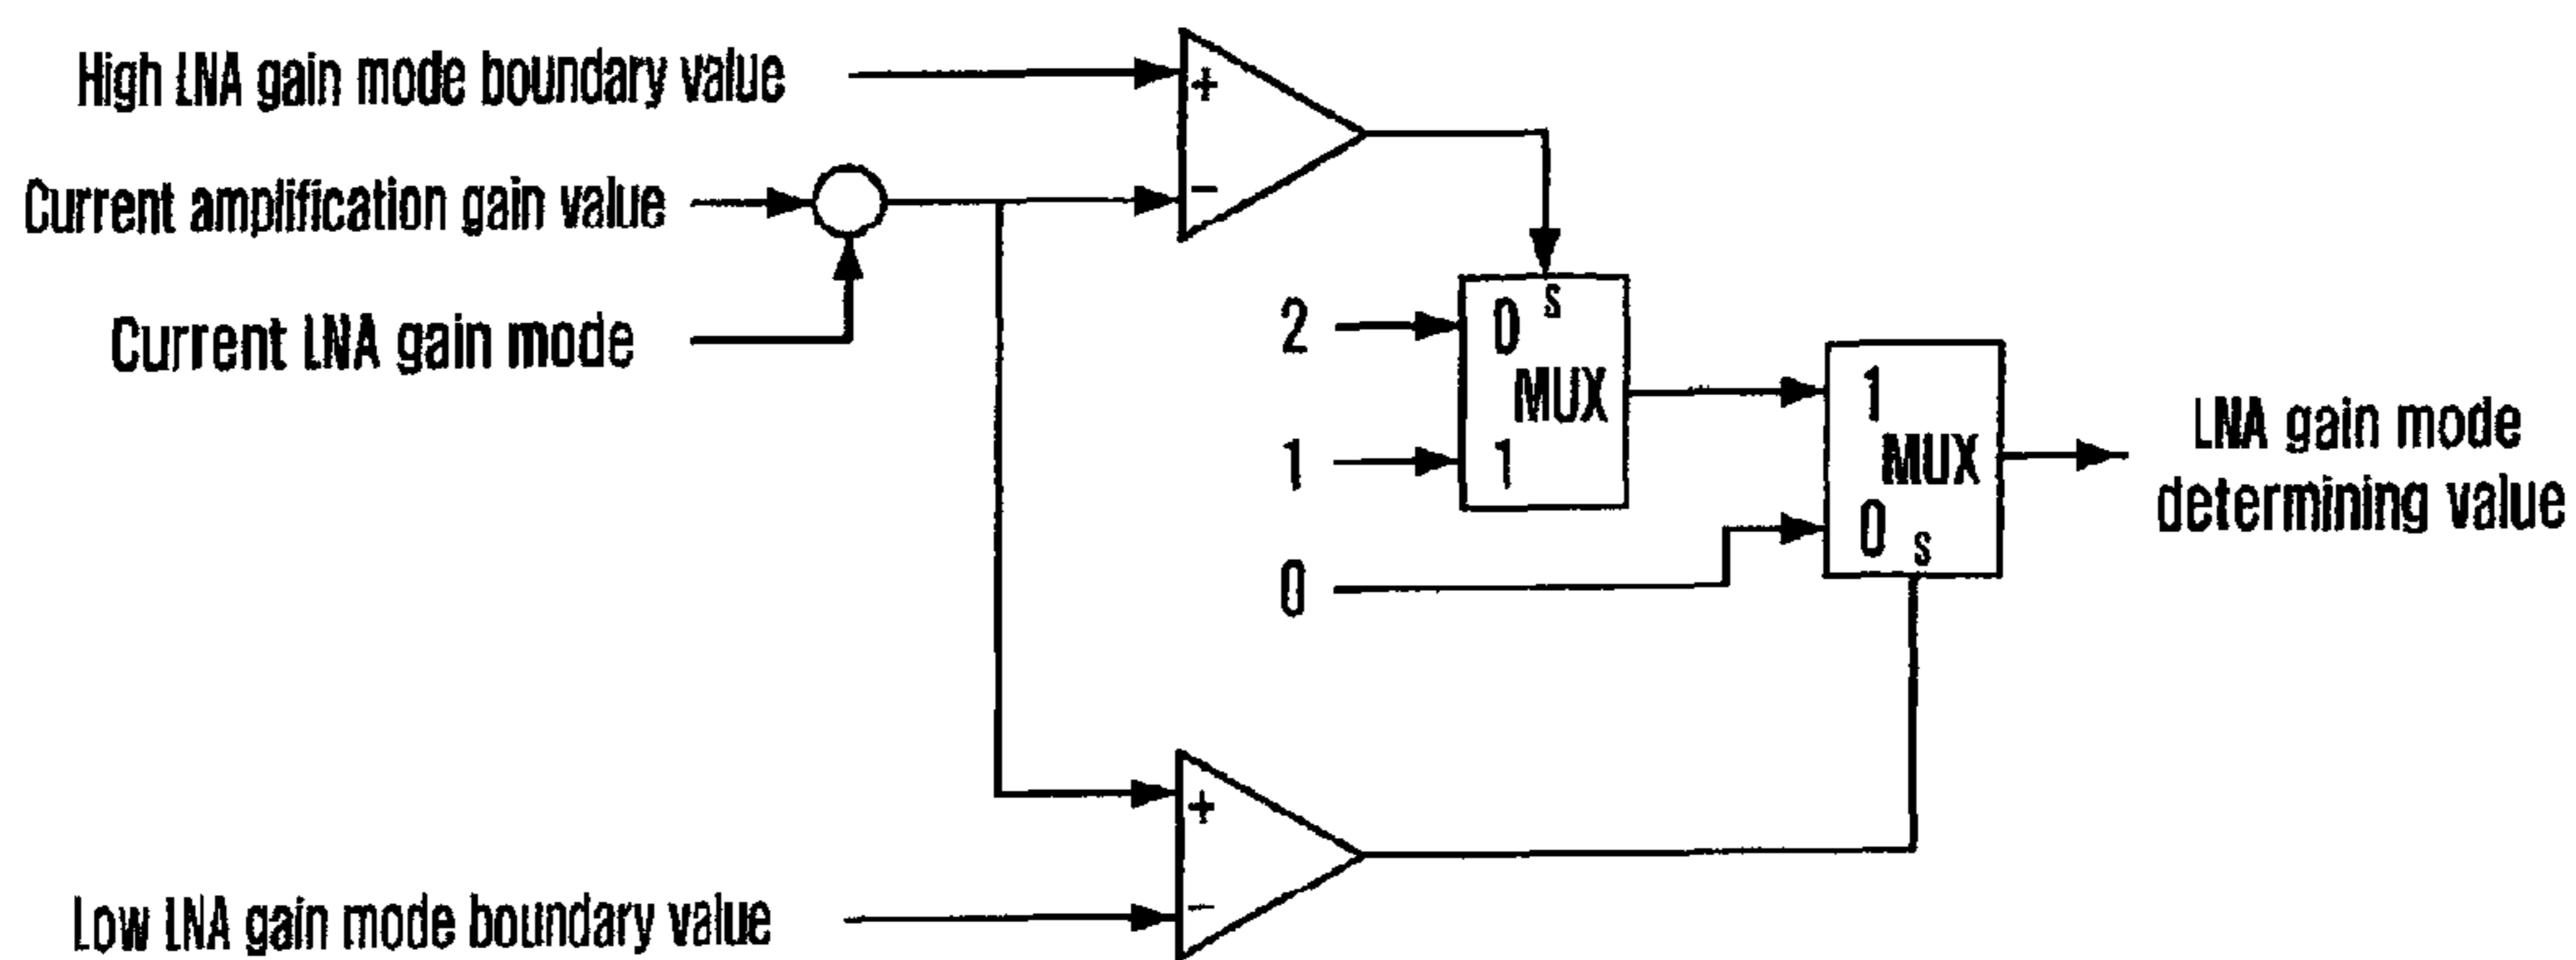 High LNA gain mode boundary value
+
Current amplification gain value
−
Current LNA gain mode
S
2
0
MUX
1
1
1
MUX
0
S
0
LNA gain mode
determining value
+
−
Low LNA gain mode boundary value